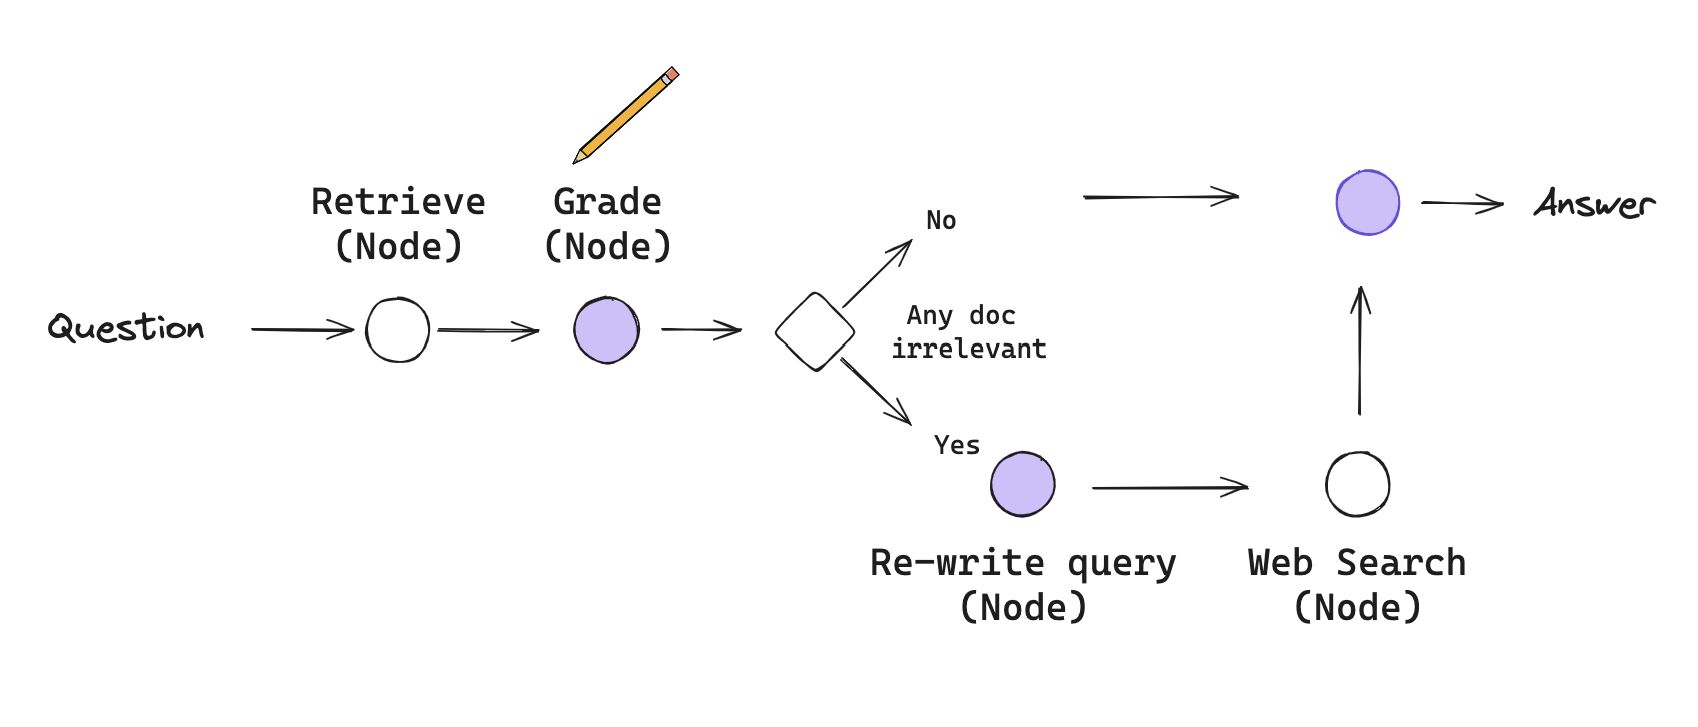 Retrieve
(Node)
Grade
(Node)
Question
No
Any doc
irrelevant
Yes
Answer
Re-write query
(Node)
Web Search
(Node)